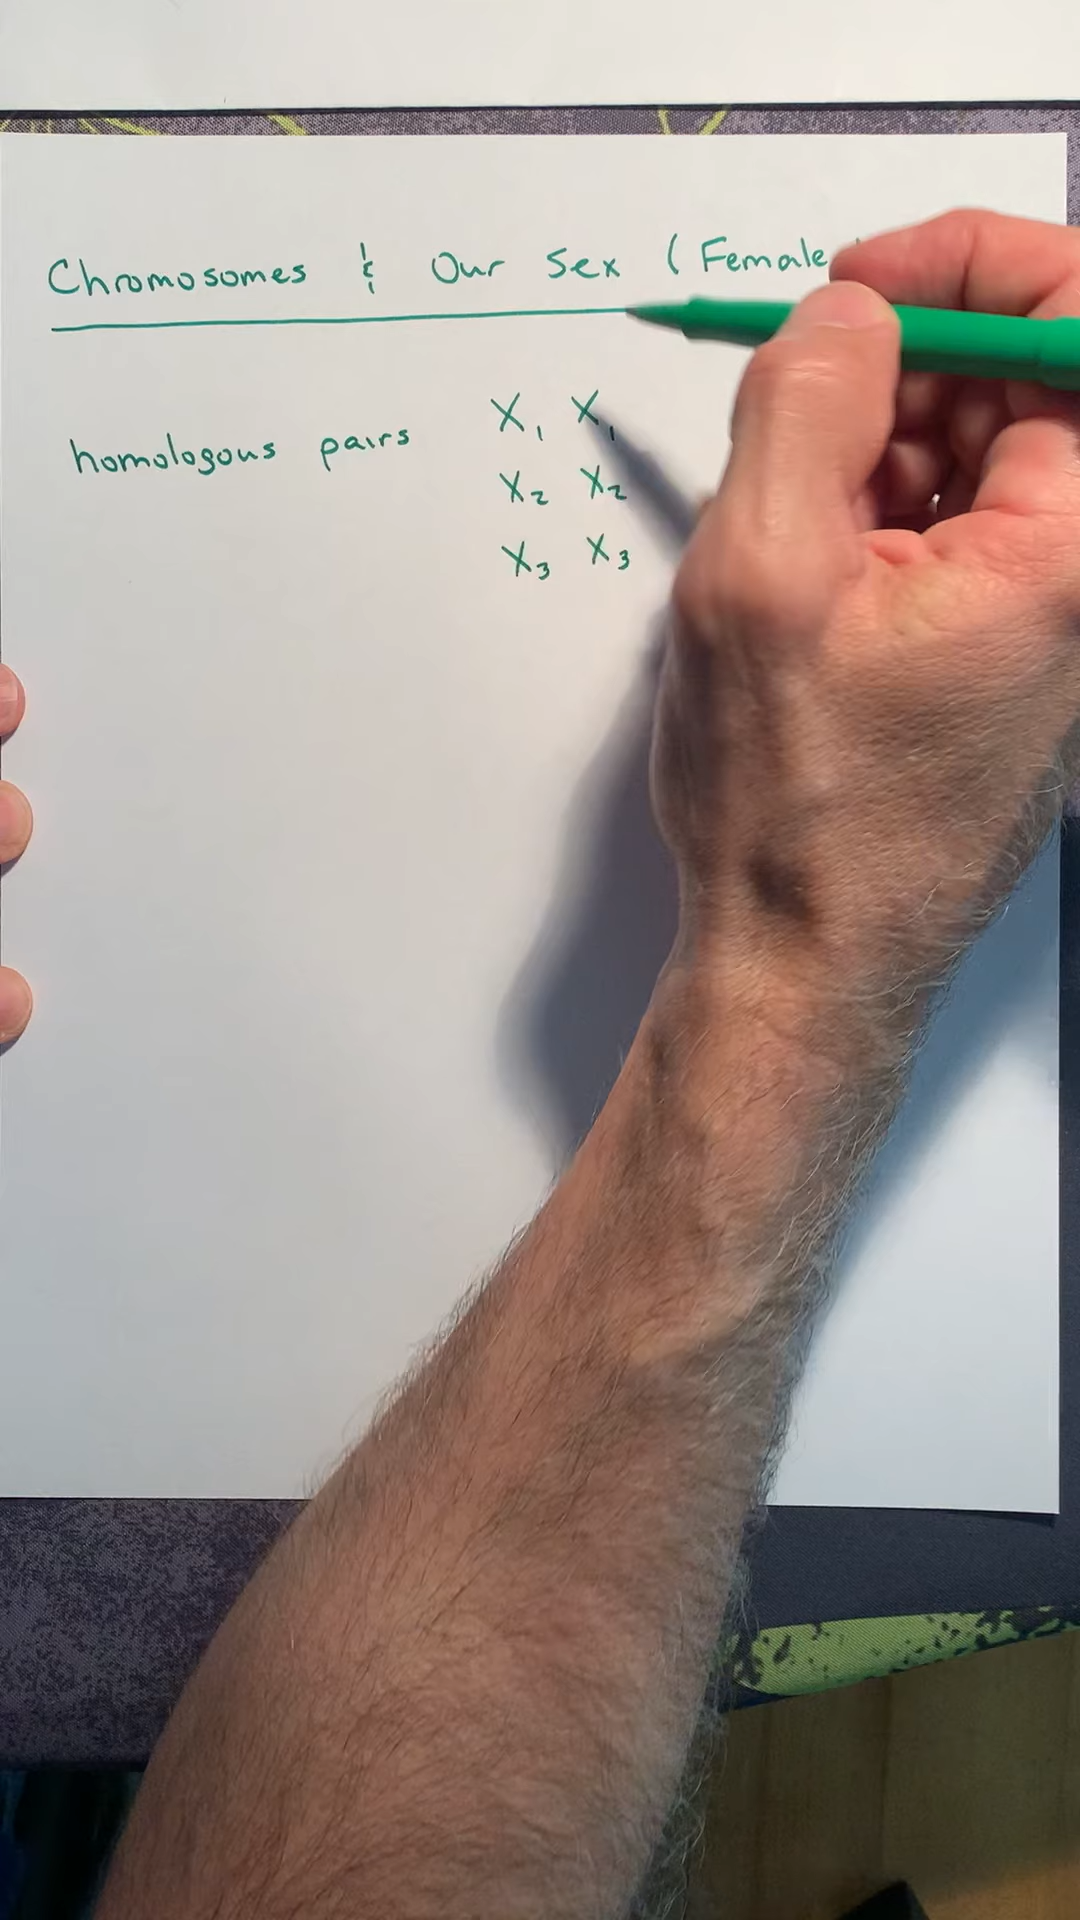 Chromosomes & Our Sex (Female
homologous pairs
X₁ X₁
X₂ X₂
X₃ X₃